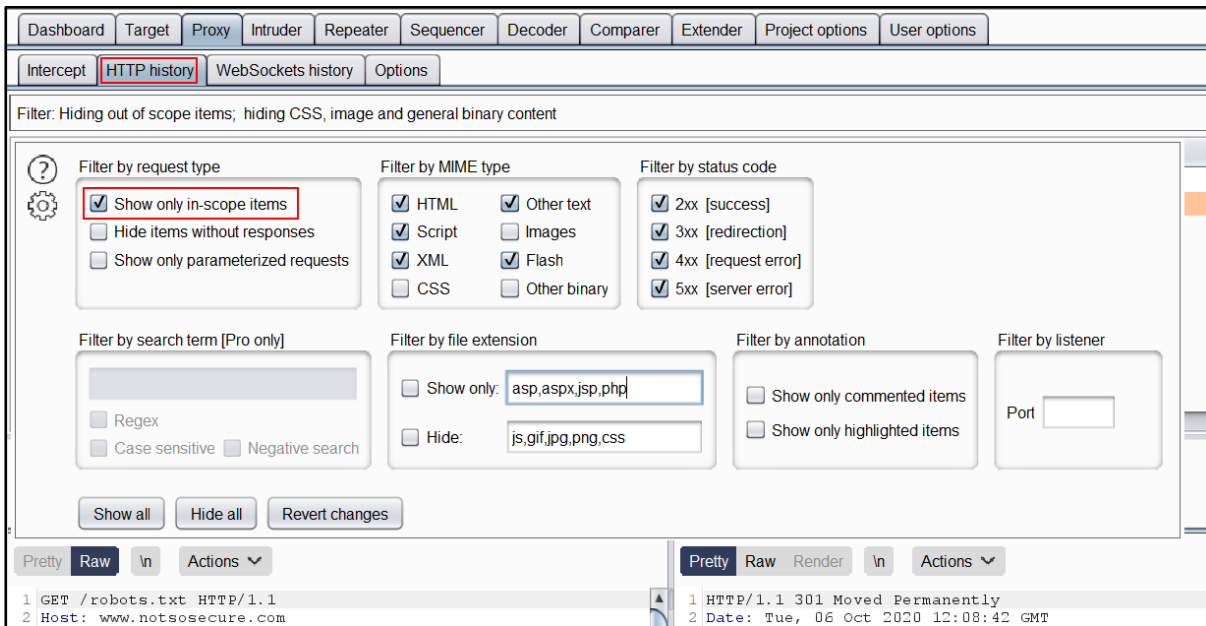 Dashboard Target Proxy Intruder Repeater Sequencer Decoder Comparer Extender Project options User options
Intercept HTTP history WebSockets history Options
Filter: Hiding out of scope items; hiding CSS, image and general binary content
?
Filter by request type
Show only in-scope items
Hide items without responses
Show only parameterized requests
Filter by MIME type
HTML Other text
Script Images
XML Flash
CSS Other binary
Filter by status code
2xx [success]
3xx [redirection]
4xx [request error]
5xx [server error]
Filter by search term [Pro only]
Regex
Case sensitive Negative search
Filter by file extension
Show only: asp,aspx,jsp,php
Hide: js,gif,jpg,png,css
Filter by annotation
Show only commented items
Show only highlighted items
Filter by listener
Port
Show all Hide all Revert changes
Pretty Raw \n Actions
1 GET /robots.txt HTTP/1.1
2 Host: www.notsosecure.com
Pretty Raw Render \n Actions
1 HTTP/1.1 301 Moved Permanently
2 Date: Tue, 06 Oct 2020 12:08:42 GMT